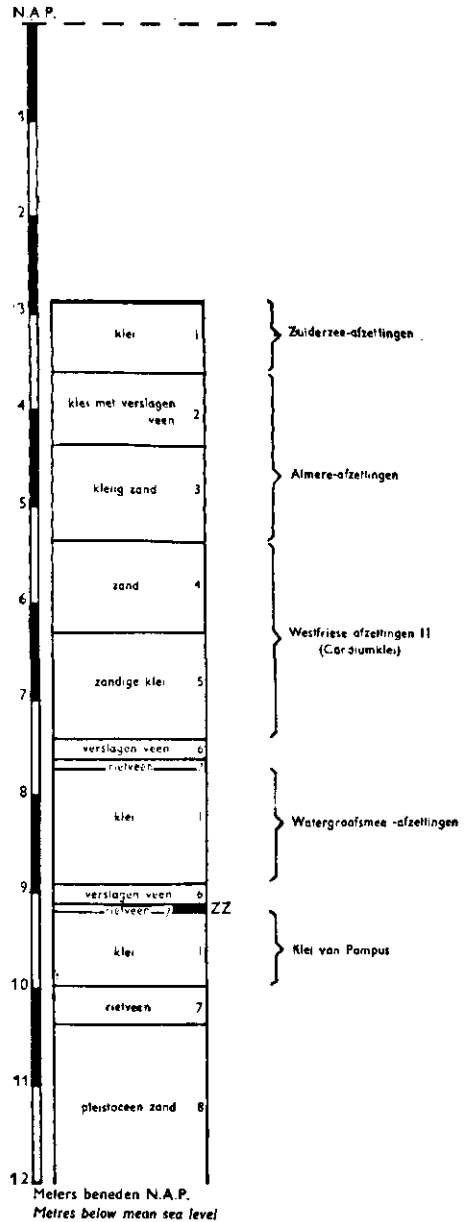 N.A.P.
1
2
3
klei 1
Zuiderzee-afzettingen
klei met verslagen
veen 2
4
Almere-afzettingen
kleiig zand 3
5
zand 4
6
Westfriese afzettingen II
(Cardiumklei)
zandige klei 5
7
verslagen veen 6
rietveen 7
8
klei 1
Watergraafsmee -afzettingen
9
verslagen veen 6
rietveen 7 ZZ
klei 1
Klei van Pampus
10
rietveen 7
11
pleistoceen zand 8
12
Meters beneden N.A.P.
Metres below mean sea level